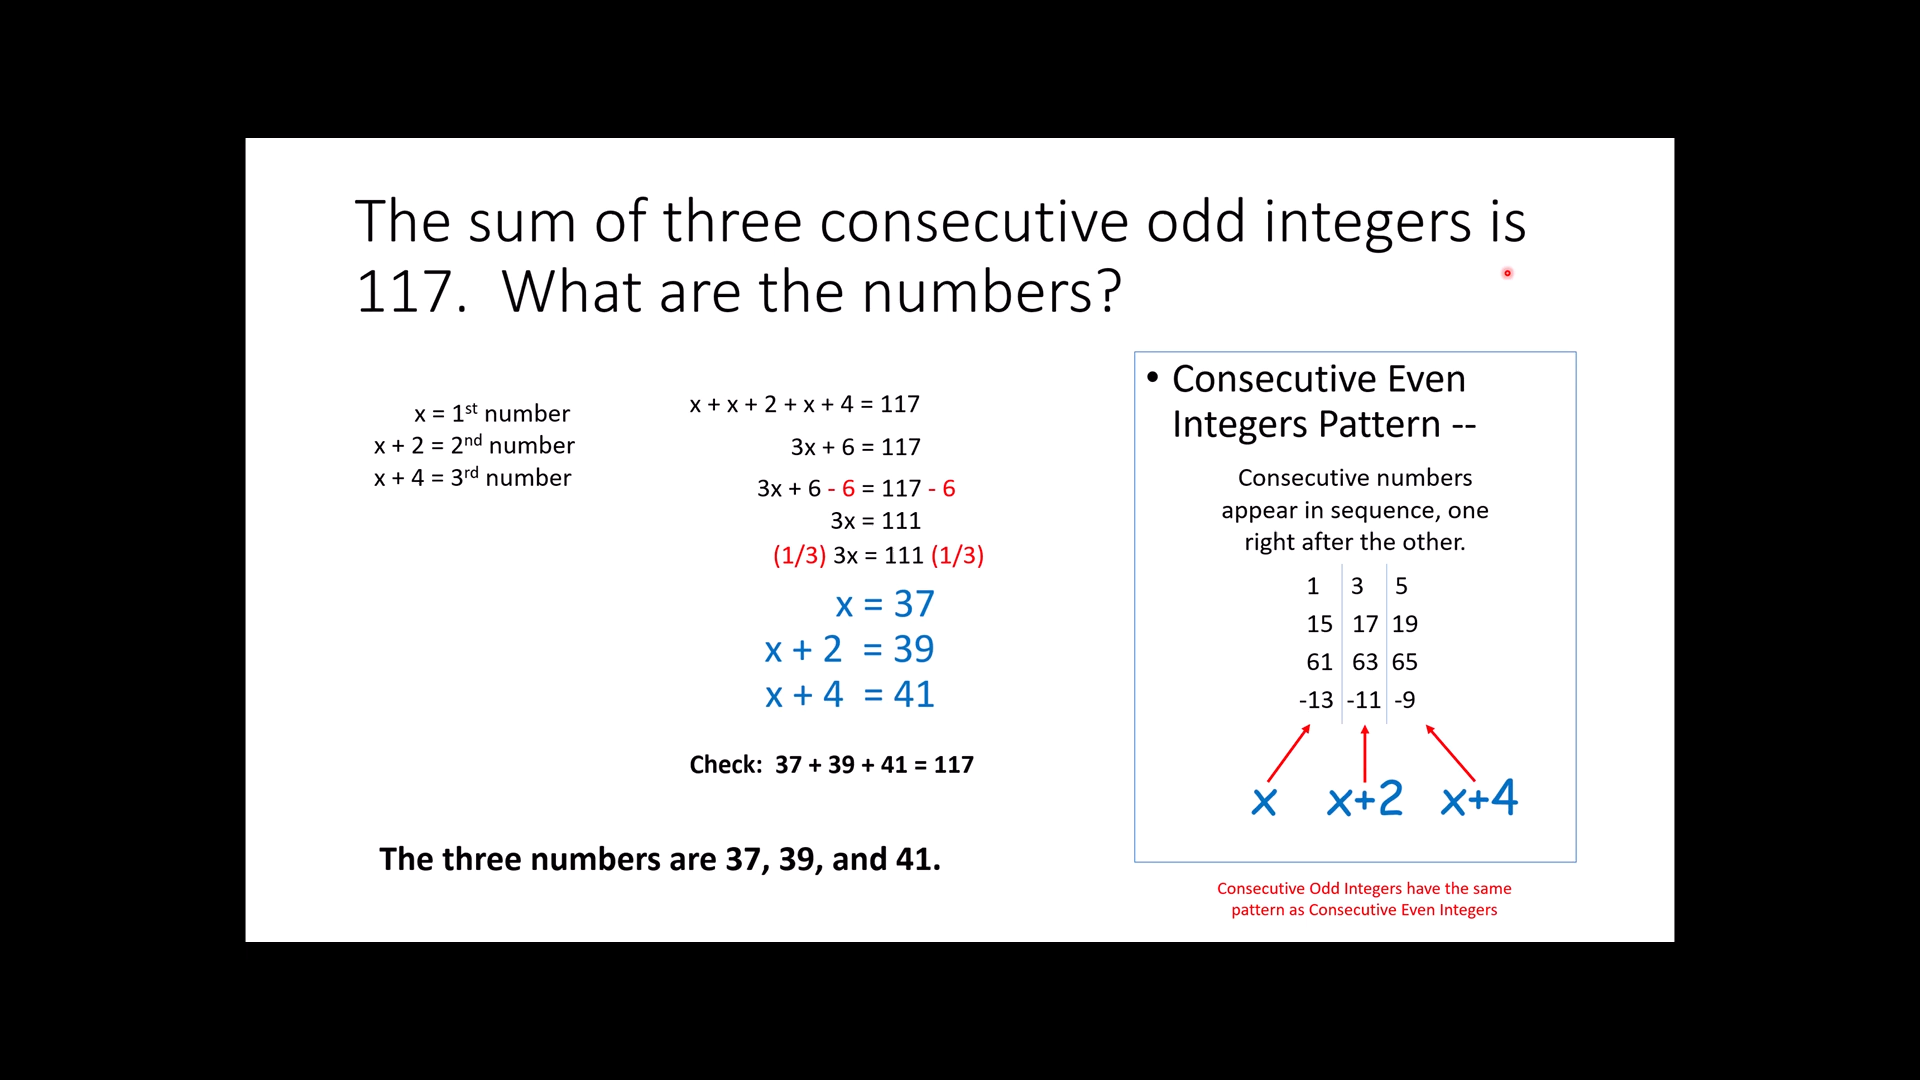 The sum of three consecutive odd integers is
117. What are the numbers?
x = 1st number
x + 2 = 2nd number
x + 4 = 3rd number
x + x + 2 + x + 4 = 117
3x + 6 = 117
3x + 6 - 6 = 117 - 6
3x = 111
(1/3) 3x = 111 (1/3)
x = 37
x + 2 = 39
x + 4 = 41
Check: 37 + 39 + 41 = 117
The three numbers are 37, 39, and 41.
• Consecutive Even
Integers Pattern --
Consecutive numbers
appear in sequence, one
right after the other.
1 3 5
15 17 19
61 63 65
-13 -11 -9
x x+2 x+4
Consecutive Odd Integers have the same
pattern as Consecutive Even Integers